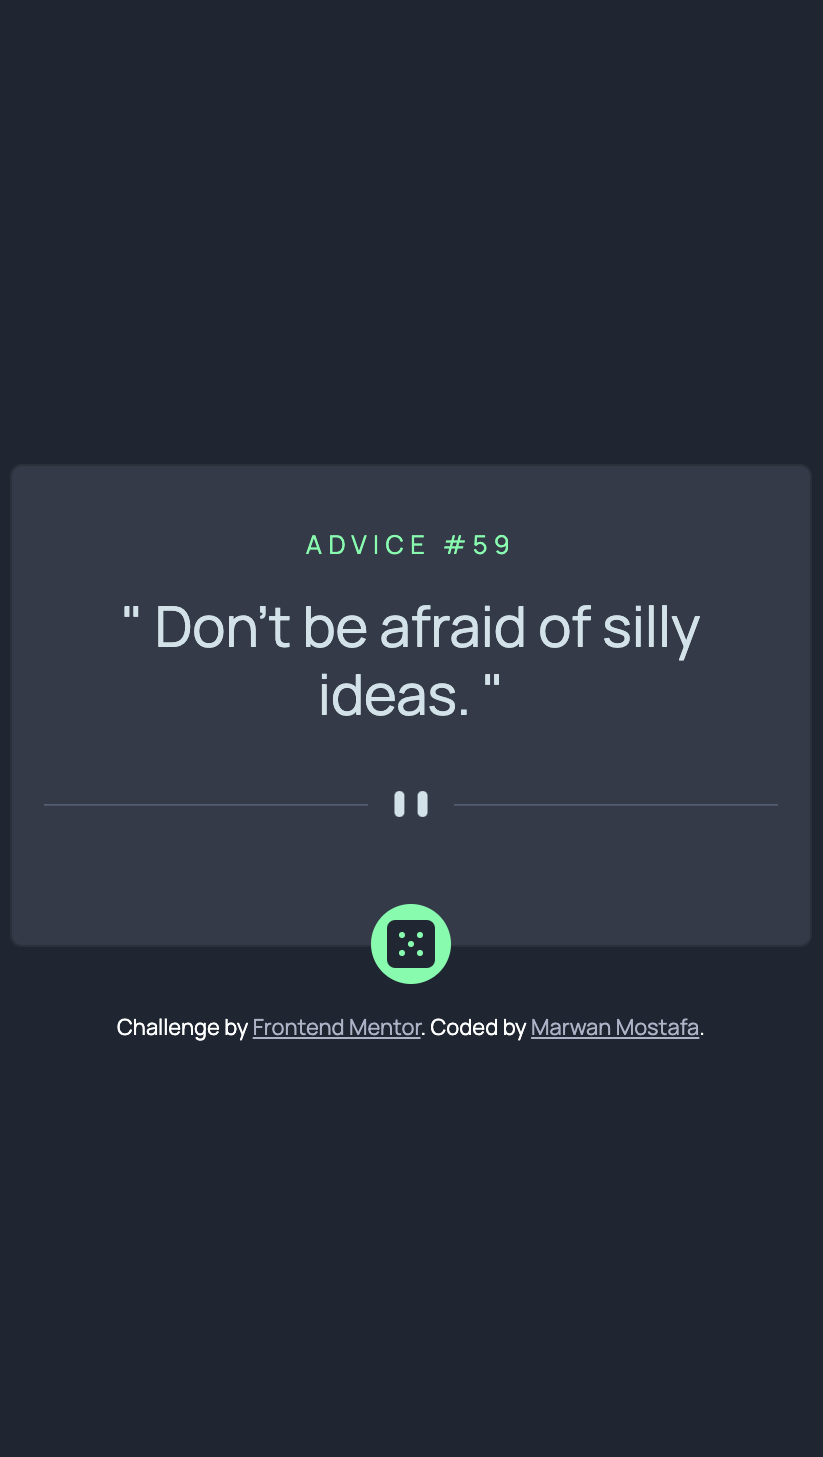 ADVICE #59
" Don’t be afraid of silly
ideas. "
Challenge by Frontend Mentor. Coded by Marwan Mostafa.